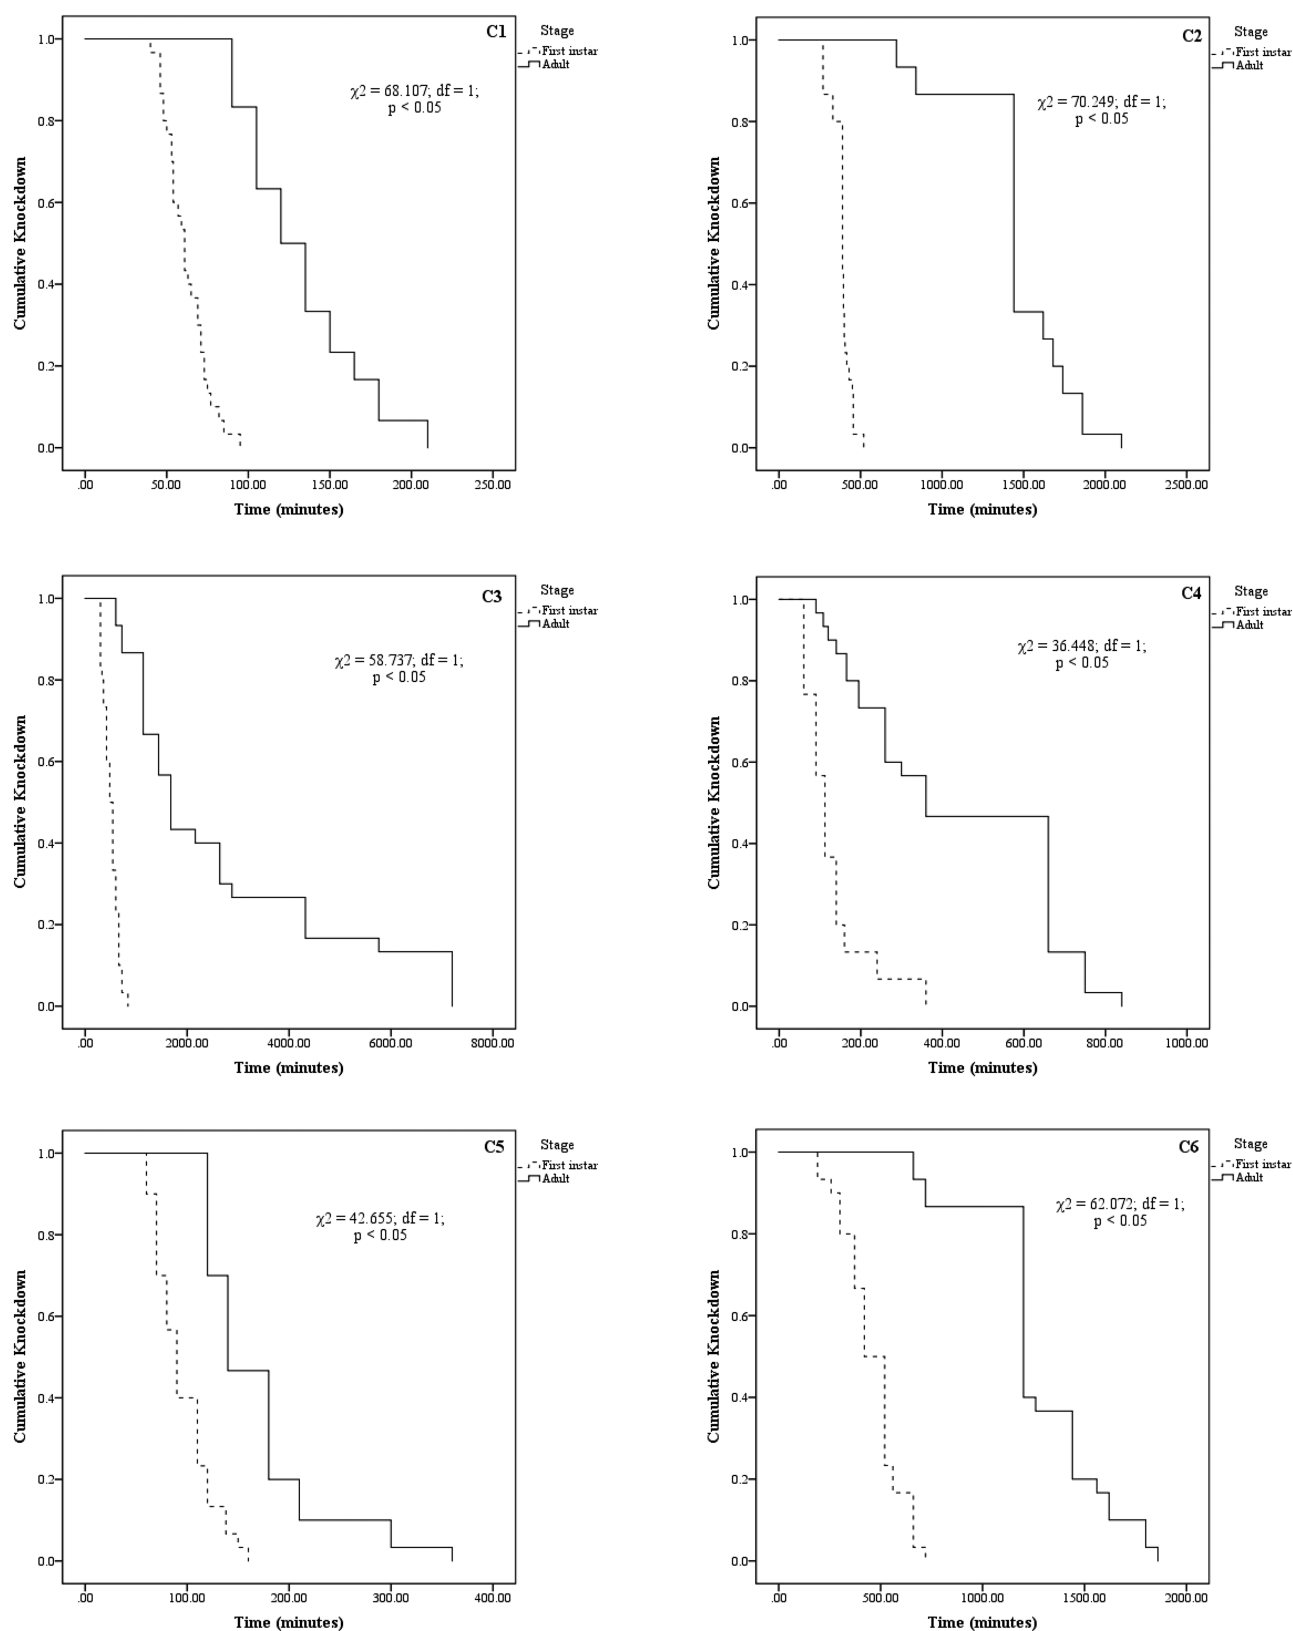 C1
Stage
First instar
Adult
χ2 = 68.107; df = 1;
p < 0.05
Cumulative Knockdown
1.0
0.8
0.6
0.4
0.2
0.0
.00
50.00
100.00
150.00
200.00
250.00
Time (minutes)
C2
Stage
First instar
Adult
χ2 = 70.249; df = 1;
p < 0.05
Cumulative Knockdown
1.0
0.8
0.6
0.4
0.2
0.0
.00
500.00
1000.00
1500.00
2000.00
2500.00
Time (minutes)
C3
Stage
First instar
Adult
χ2 = 58.737; df = 1;
p < 0.05
Cumulative Knockdown
1.0
0.8
0.6
0.4
0.2
0.0
.00
2000.00
4000.00
6000.00
8000.00
Time (minutes)
C4
Stage
First instar
Adult
χ2 = 36.448; df = 1;
p < 0.05
Cumulative Knockdown
1.0
0.8
0.6
0.4
0.2
0.0
.00
200.00
400.00
600.00
800.00
1000.00
Time (minutes)
C5
Stage
First instar
Adult
χ2 = 42.655; df = 1;
p < 0.05
Cumulative Knockdown
1.0
0.8
0.6
0.4
0.2
0.0
.00
100.00
200.00
300.00
400.00
Time (minutes)
C6
Stage
First instar
Adult
χ2 = 62.072; df = 1;
p < 0.05
Cumulative Knockdown
1.0
0.8
0.6
0.4
0.2
0.0
.00
500.00
1000.00
1500.00
2000.00
Time (minutes)